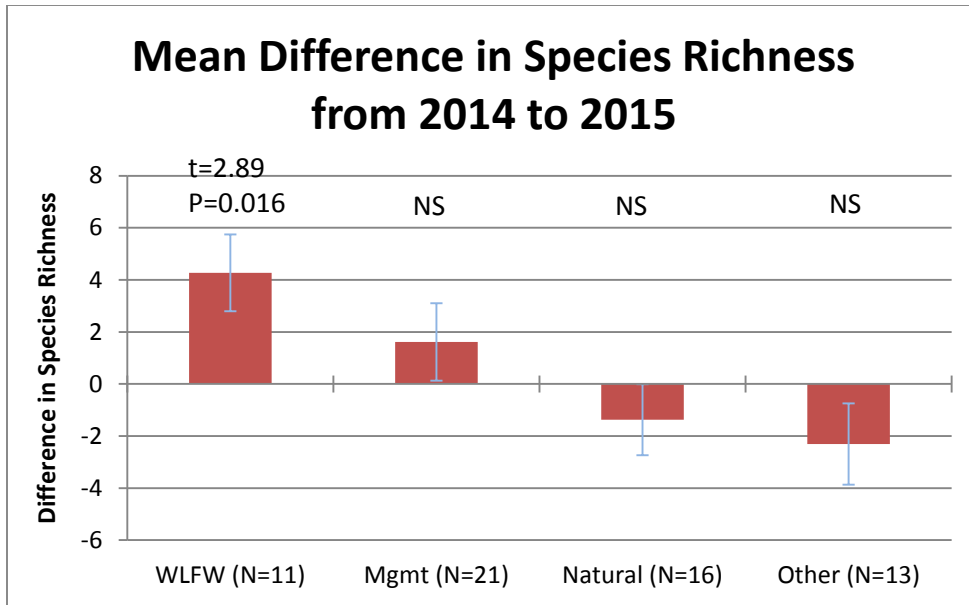 Mean Difference in Species Richness
from 2014 to 2015
Difference in Species Richness
8
6
4
2
0
-2
-4
-6
t=2.89
P=0.016
NS
NS
NS
WLFW (N=11)
Mgmt (N=21)
Natural (N=16)
Other (N=13)